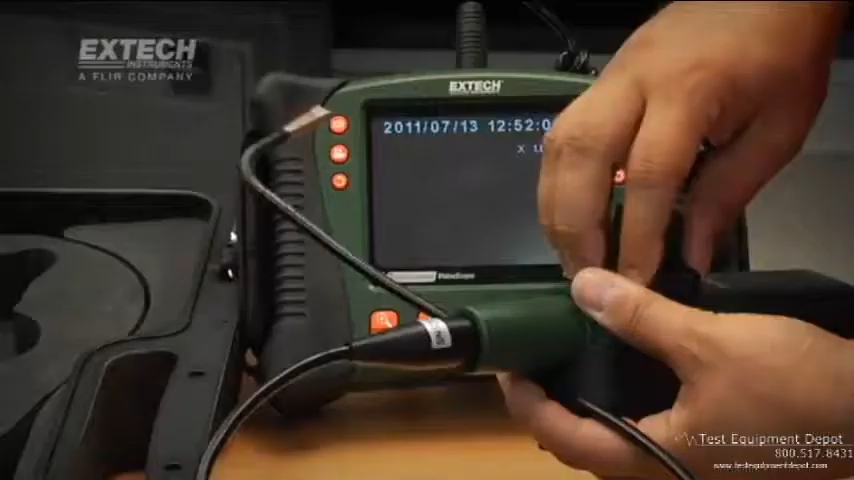 EXTECH
INSTRUMENTS
A FLIR COMPANY
EXTECH
2011/07/13 12:52:0
X 1.
Test Equipment Depot
800.517.8431
www.testequipmentdepot.com